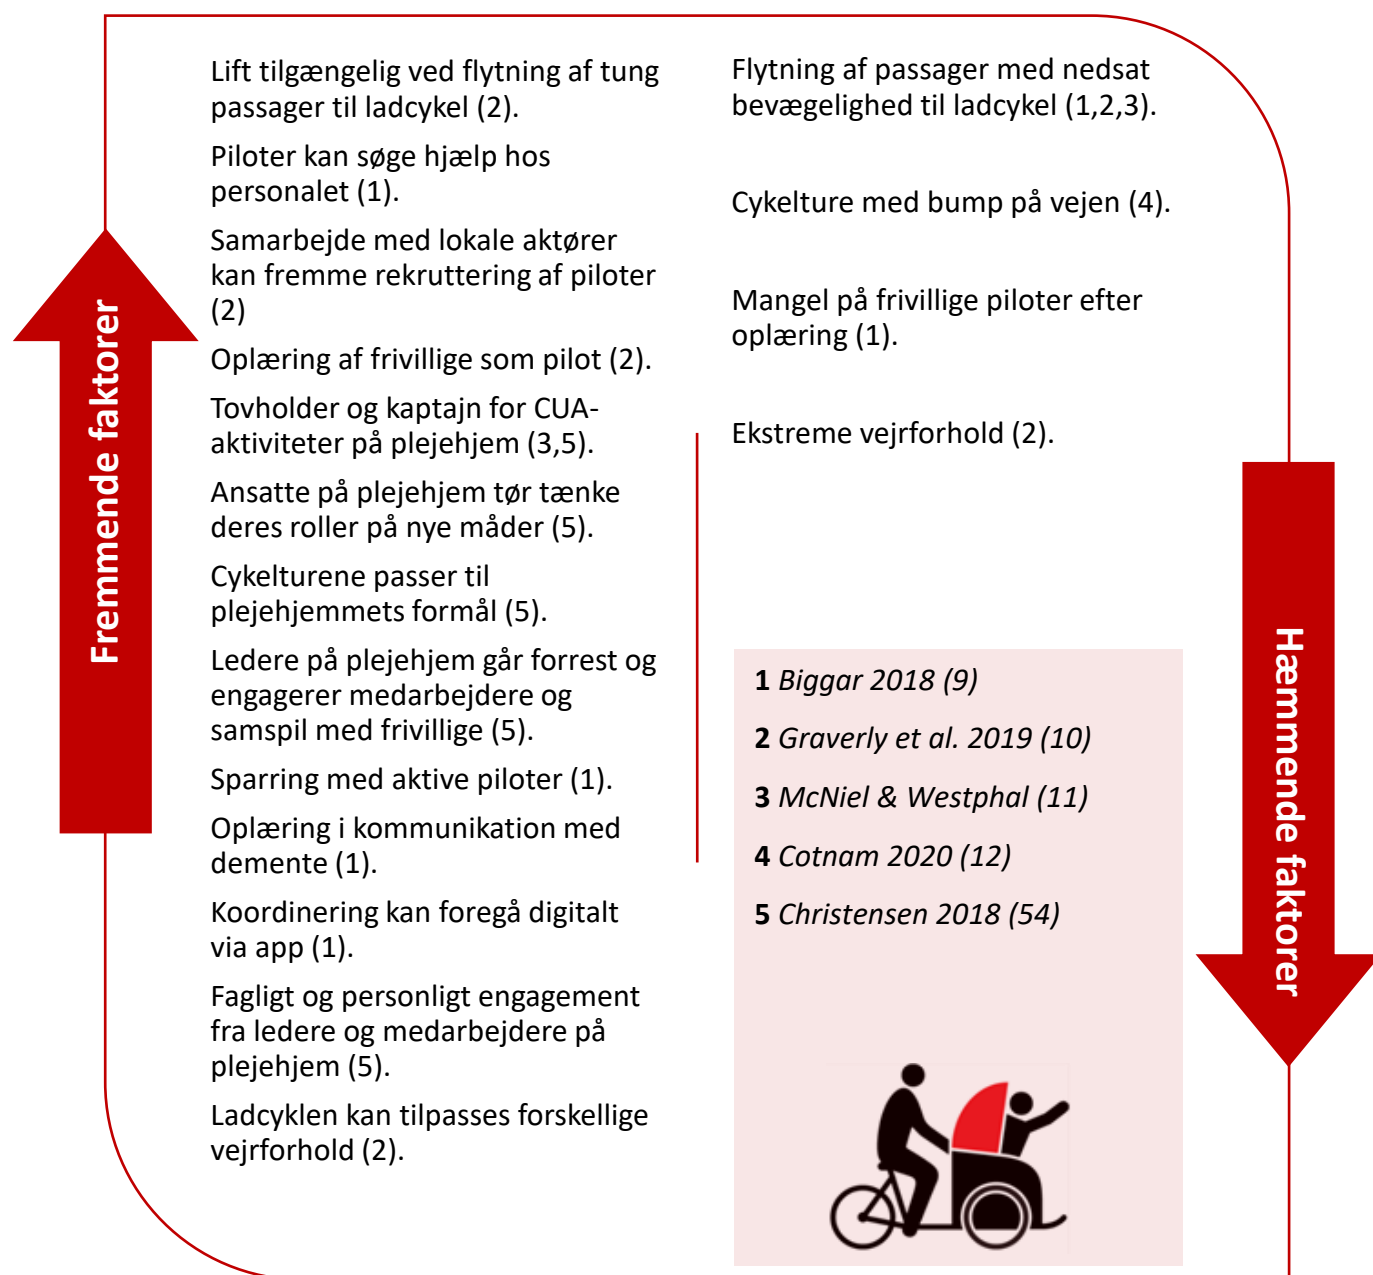 Fremmende faktorer
Lift tilgængelig ved flytning af tung
passager til ladcykel (2).
Piloter kan søge hjælp hos
personalet (1).
Samarbejde med lokale aktører
kan fremme rekruttering af piloter
(2)
Oplæring af frivillige som pilot (2).
Tovholder og kaptajn for CUA-
aktiviteter på plejehjem (3,5).
Ansatte på plejehjem tør tænke
deres roller på nye måder (5).
Cykelturene passer til
plejehjemmets formål (5).
Ledere på plejehjem går forrest og
engagerer medarbejdere og
samspil med frivillige (5).
Sparring med aktive piloter (1).
Oplæring i kommunikation med
demente (1).
Koordinering kan foregå digitalt
via app (1).
Fagligt og personligt engagement
fra ledere og medarbejdere på
plejehjem (5).
Ladcyklen kan tilpasses forskellige
vejrforhold (2).
Flytning af passager med nedsat
bevægelighed til ladcykel (1,2,3).
Cykelture med bump på vejen (4).
Mangel på frivillige piloter efter
oplæring (1).
Ekstreme vejrforhold (2).
1 Biggar 2018 (9)
2 Graverly et al. 2019 (10)
3 McNiel & Westphal (11)
4 Cotnam 2020 (12)
5 Christensen 2018 (54)
Hæmmende faktorer